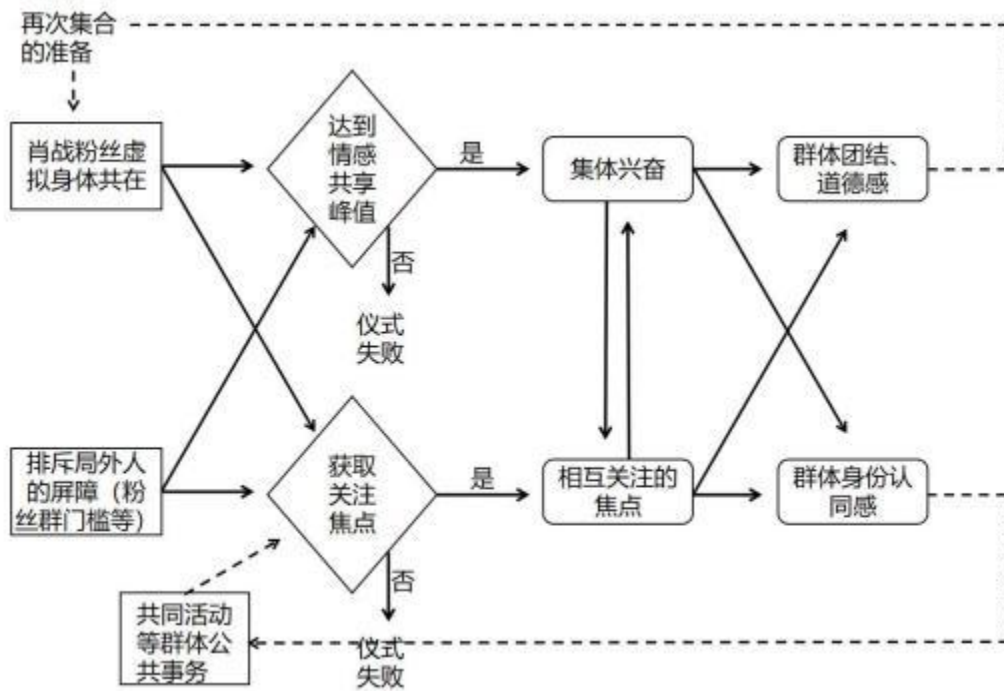 再次集合
的准备
肖战粉丝虚
拟身体共在
达到
情感
共享
峰值
是
集体兴奋
群体团结、
道德感
否
仪式
失败
排斥局外人
的屏障（粉
丝群门槛等）
获取
关注
焦点
是
相互关注的
焦点
群体身份认
同感
否
共同活动
等群体公
共事务
仪式
失败